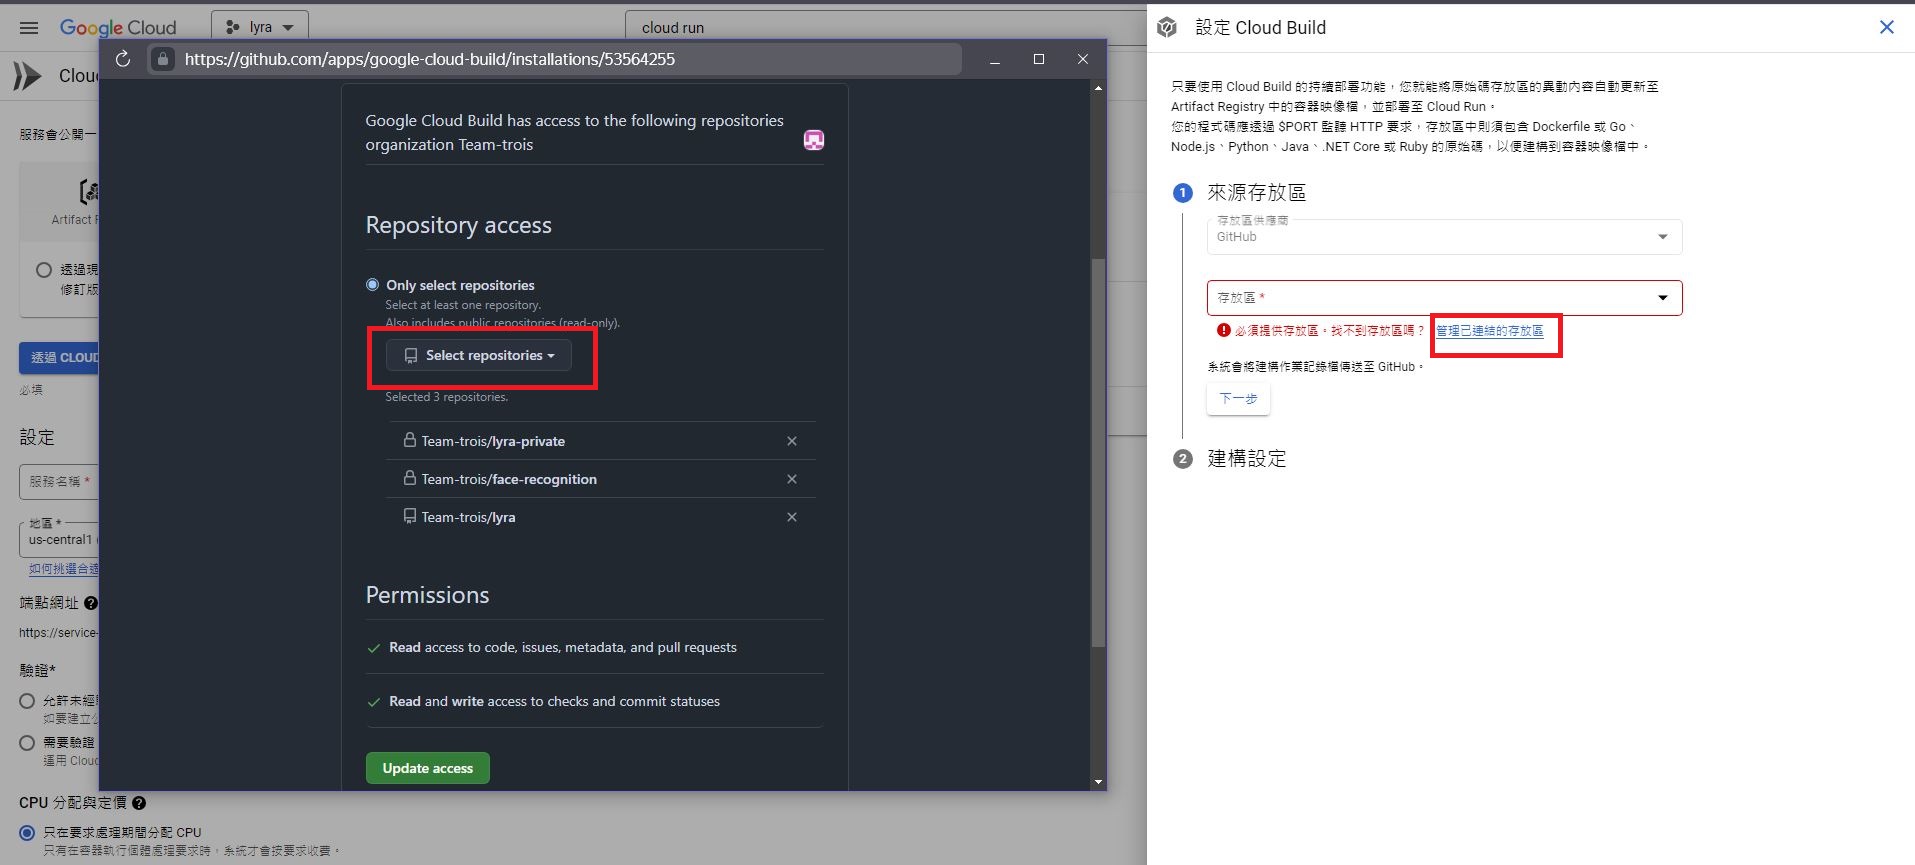 Google Cloud
lyra
cloud run
https://github.com/apps/google-cloud-build/installations/53564255
Clou
服務會公開一
Artifact R
透過現
修訂版
透過 CLOUD
必填
設定
服務名稱 *
地區 *
us-central1 (
如何挑選合適
端點網址
https://service-
驗證*
允許未經
如要建立公
需要驗證
運用 Cloud
CPU 分配與定價
只在要求處理期間分配 CPU
只有在容器執行個體處理要求時，系統才會按要求收費。
Google Cloud Build has access to the following repositories
organization Team-trois
Repository access
Only select repositories
Select at least one repository.
Also includes public repositories (read-only).
Select repositories
Selected 3 repositories.
Team-trois/lyra-private
Team-trois/face-recognition
Team-trois/lyra
Permissions
Read access to code, issues, metadata, and pull requests
Read and write access to checks and commit statuses
Update access
設定 Cloud Build
只要使用 Cloud Build 的持續部署功能，您就能將原始碼存放區的異動內容自動更新至
Artifact Registry 中的容器映像檔，並部署至 Cloud Run。
您的程式碼應透過 $PORT 監聽 HTTP 要求，存放區中則須包含 Dockerfile 或 Go、
Node.js、Python、Java、.NET Core 或 Ruby 的原始碼，以便建構到容器映像檔中。
1 來源存放區
存放區供應商
GitHub
存放區 *
必須提供存放區。找不到存放區嗎？ 管理已連結的存放區
系統會將建構作業記錄檔傳送至 GitHub。
下一步
2 建構設定